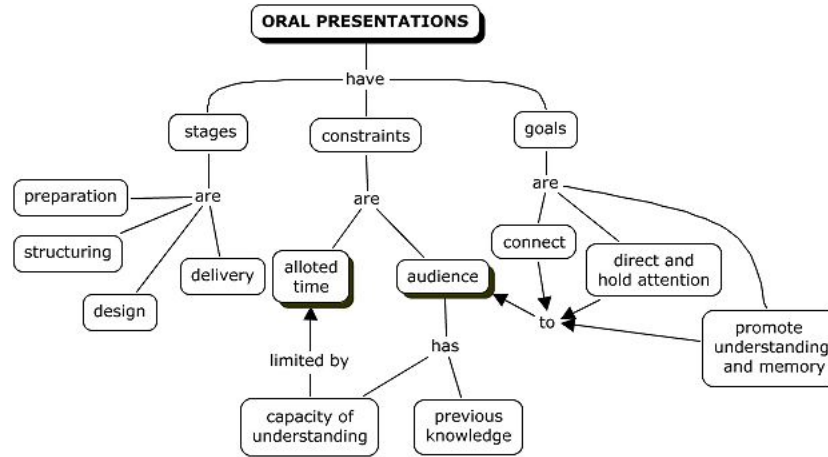 ORAL PRESENTATIONS
have
stages
constraints
goals
are
are
are
preparation
structuring
design
delivery
alloted
time
audience
connect
direct and
hold attention
to
promote
understanding
and memory
limited by
has
capacity of
understanding
previous
knowledge